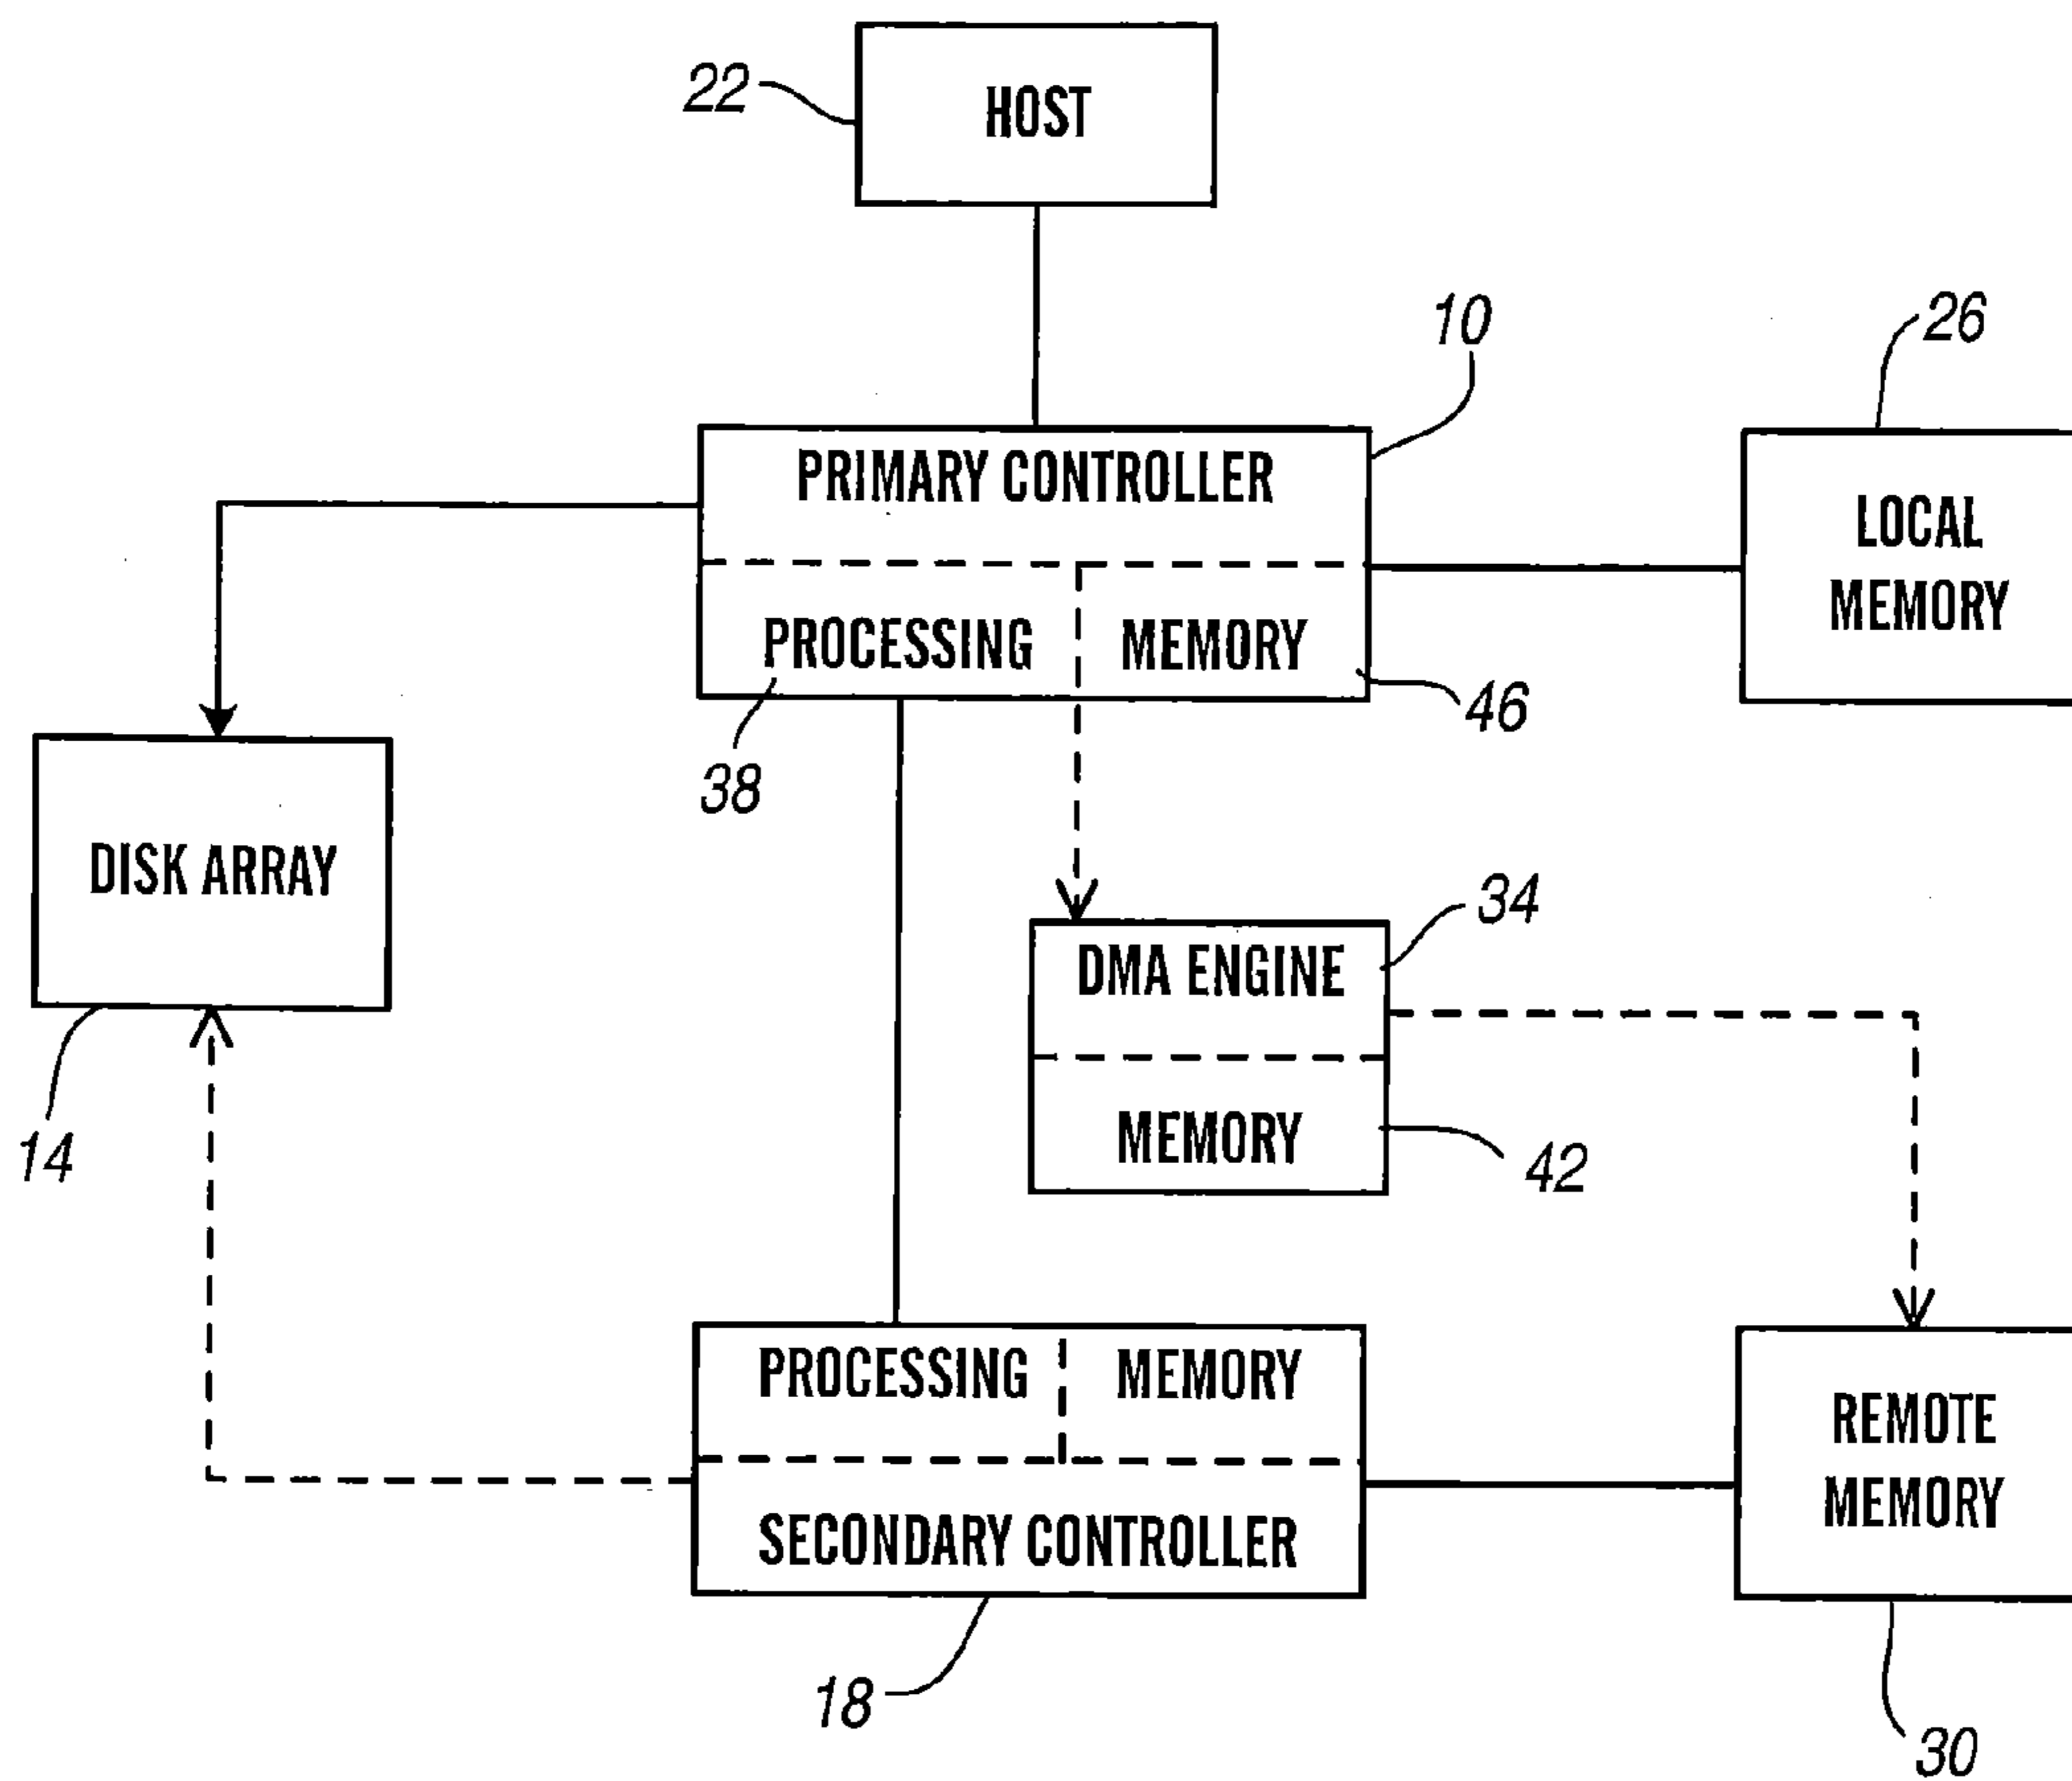 22
HOST
10
26
PRIMARY CONTROLLER
LOCAL
MEMORY
PROCESSING
MEMORY
46
38
DISK ARRAY
34
DMA ENGINE
MEMORY
42
14
PROCESSING
MEMORY
REMOTE
MEMORY
SECONDARY CONTROLLER
18
30